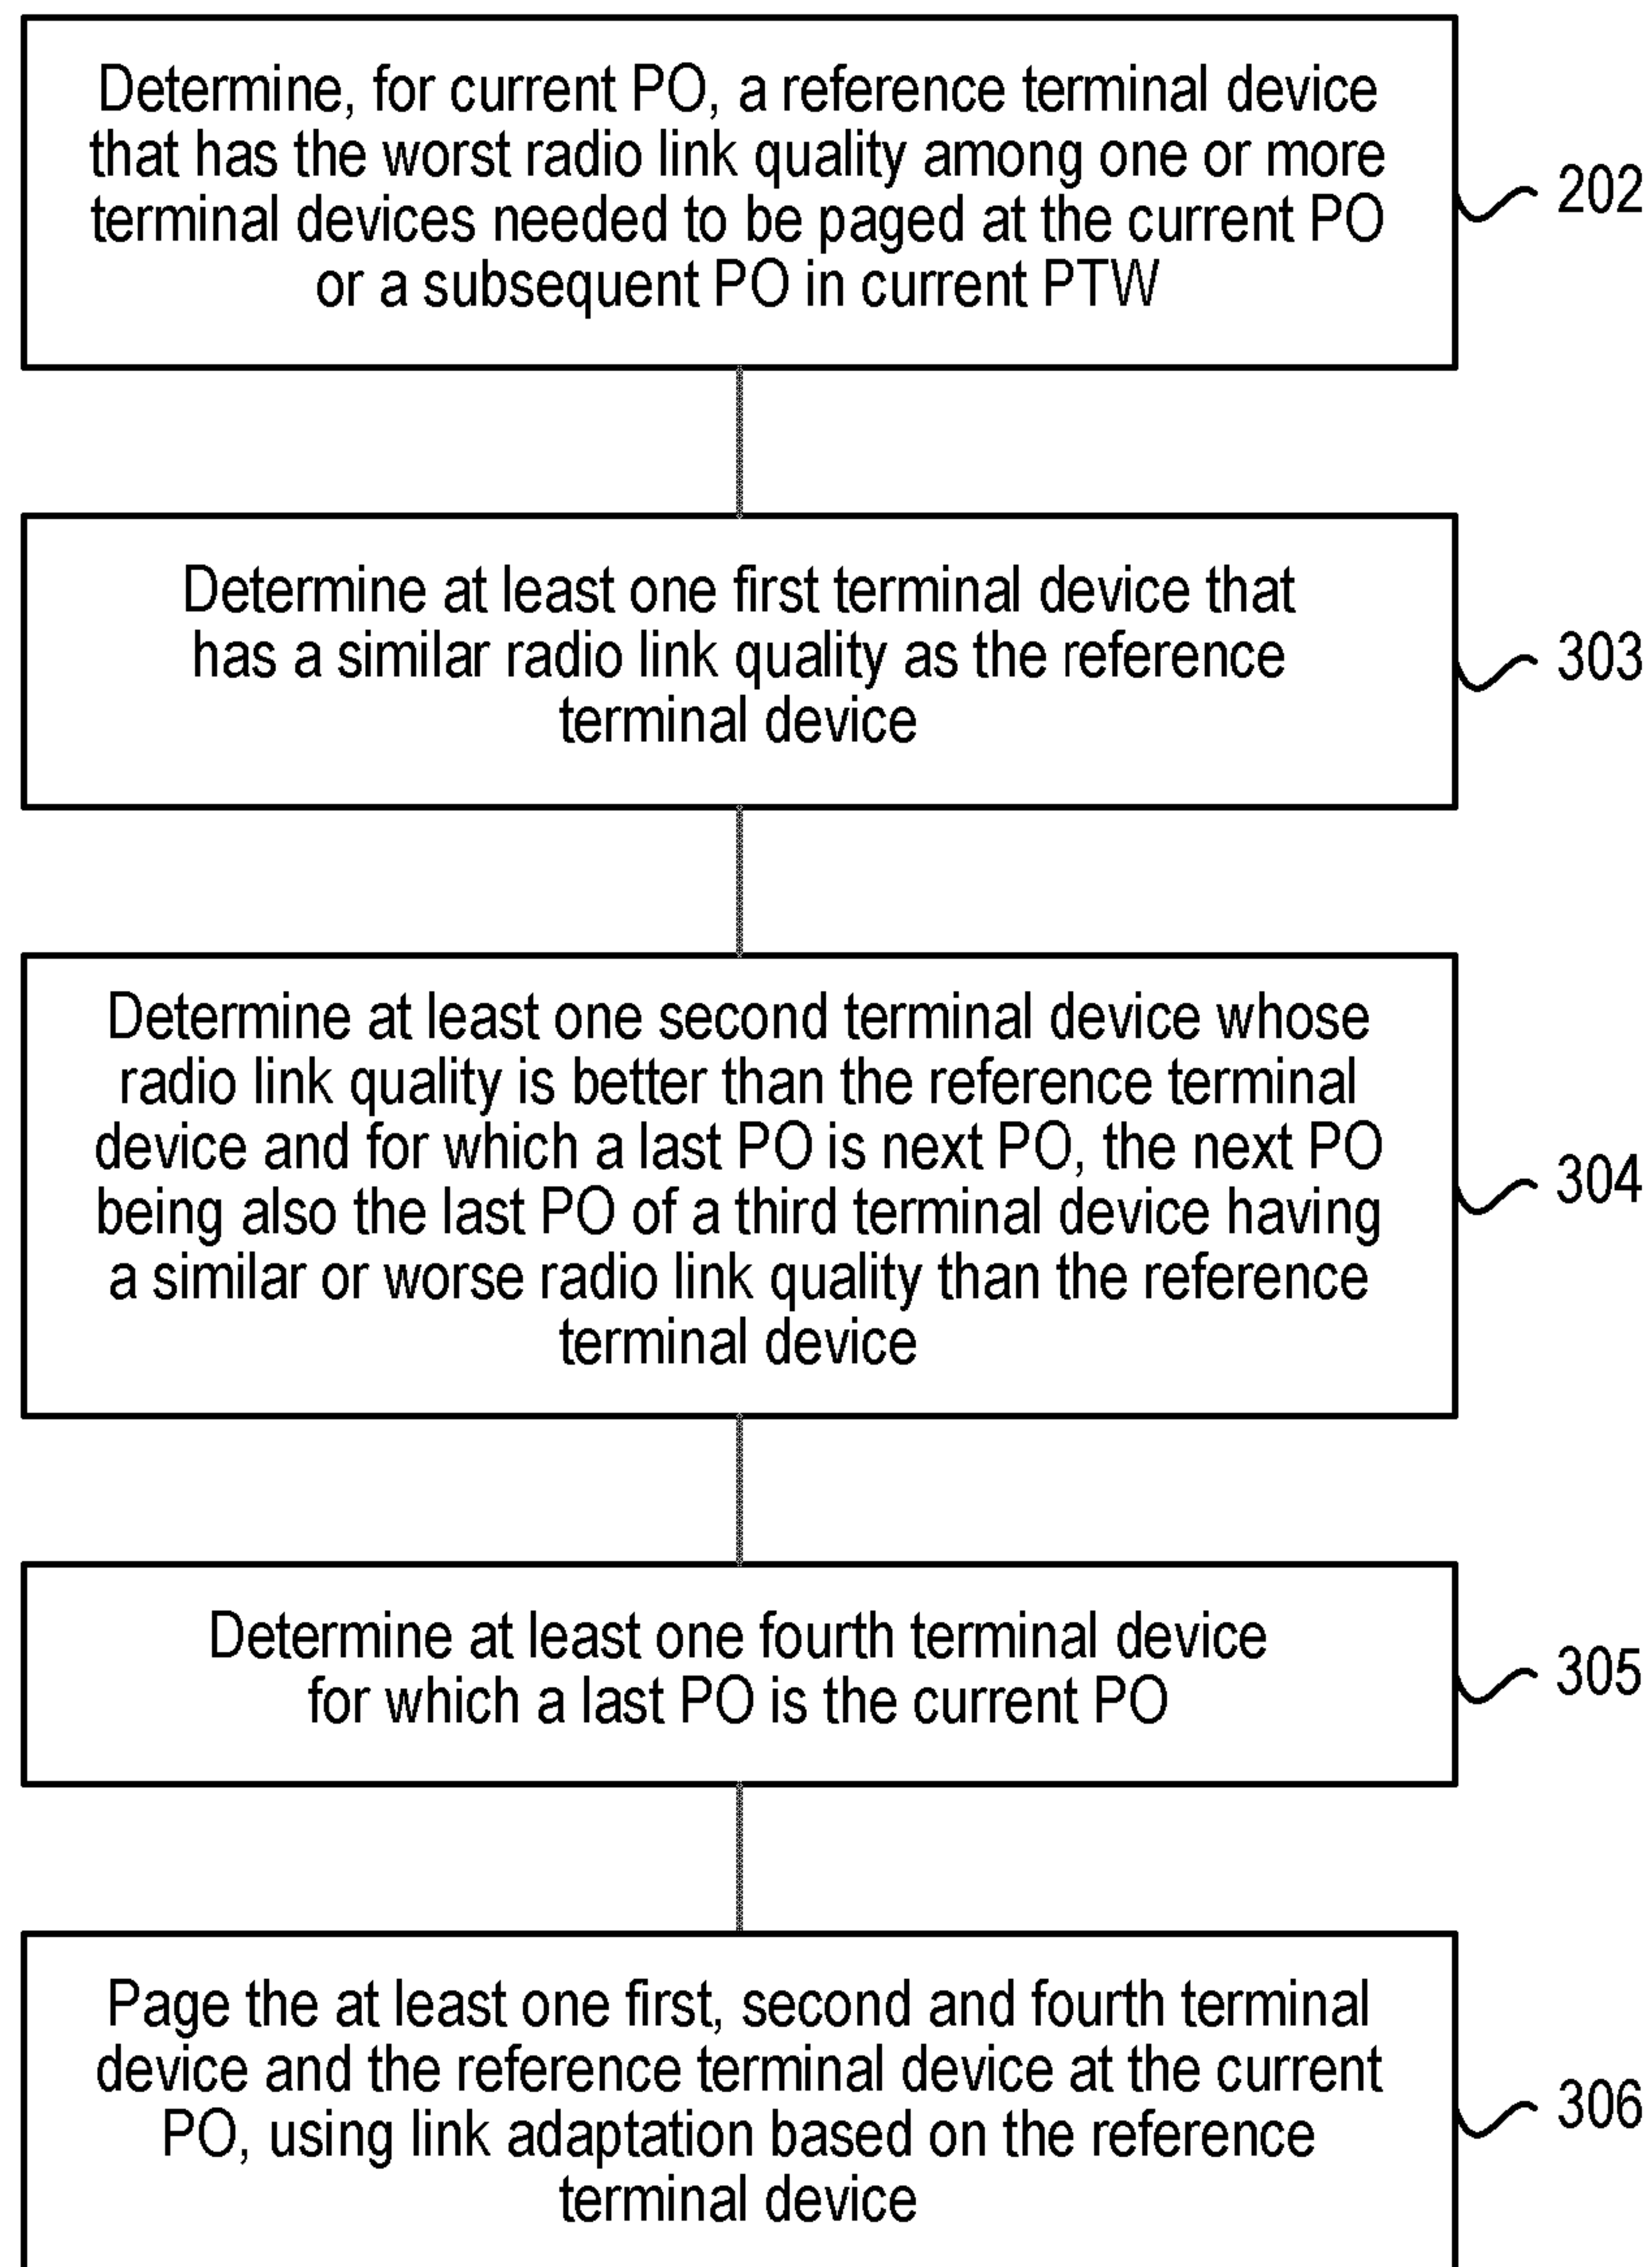 Determine, for current PO, a reference terminal device
that has the worst radio link quality among one or more
terminal devices needed to be paged at the current PO
or a subsequent PO in current PTW
202
Determine at least one first terminal device that
has a similar radio link quality as the reference
terminal device
303
Determine at least one second terminal device whose
radio link quality is better than the reference terminal
device and for which a last PO is next PO, the next PO
being also the last PO of a third terminal device having
a similar or worse radio link quality than the reference
terminal device
304
Determine at least one fourth terminal device
for which a last PO is the current PO
305
Page the at least one first, second and fourth terminal
device and the reference terminal device at the current
PO, using link adaptation based on the reference
terminal device
306